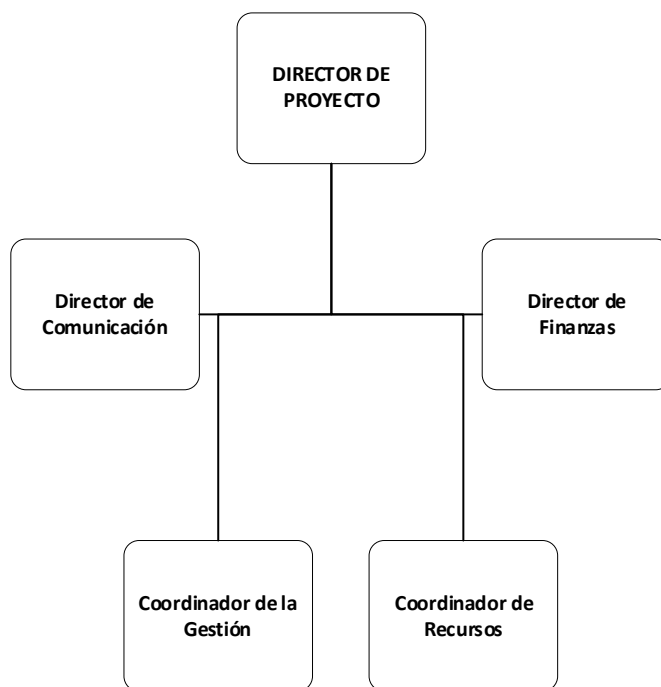 DIRECTOR DE
PROYECTO
Director de
Comunicación
Director de
Finanzas
Coordinador de la
Gestión
Coordinador de
Recursos